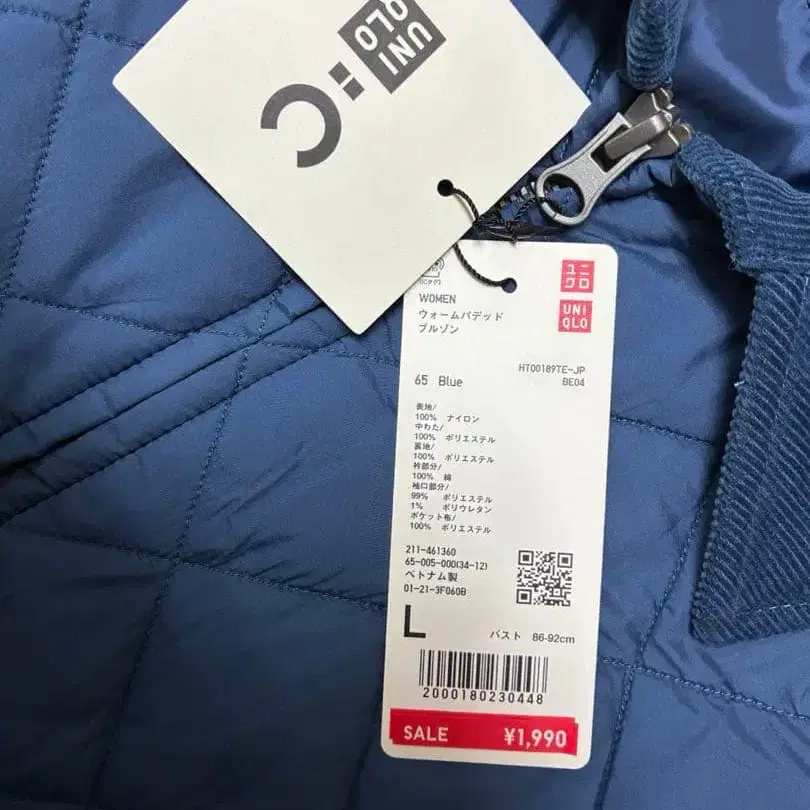 UNI
QLO
:C
ユニ
クロ
UNI
QLO
WOMEN
ウォームパデッド
ブルゾン
HT00189TE-JP
65 Blue
BE04
表地/
100% ナイロン
中わた/
100% ポリエステル
裏地/
100% ポリエステル
衿部分/
100% 綿
袖口部分/
99% ポリエステル
1% ポリウレタン
ポケット布/
100% ポリエステル
211-461360
65-005-000(34-12)
ベトナム製
01-21-3F060B
L
バスト 86-92cm
2000180230448
SALE ¥1,990